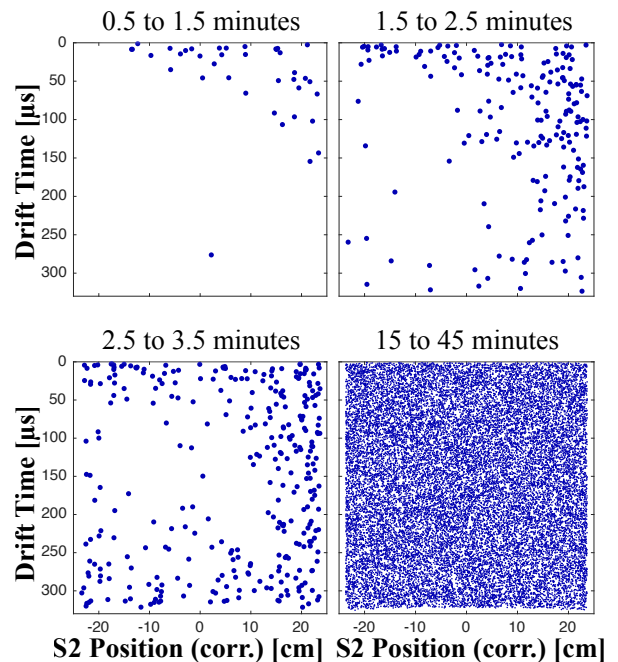 0.5 to 1.5 minutes
1.5 to 2.5 minutes
Drift Time [µs]
0
50
100
150
200
250
300
2.5 to 3.5 minutes
15 to 45 minutes
Drift Time [µs]
0
50
100
150
200
250
300
-20 -10 0 10 20
-20 -10 0 10 20
S2 Position (corr.) [cm] S2 Position (corr.) [cm]